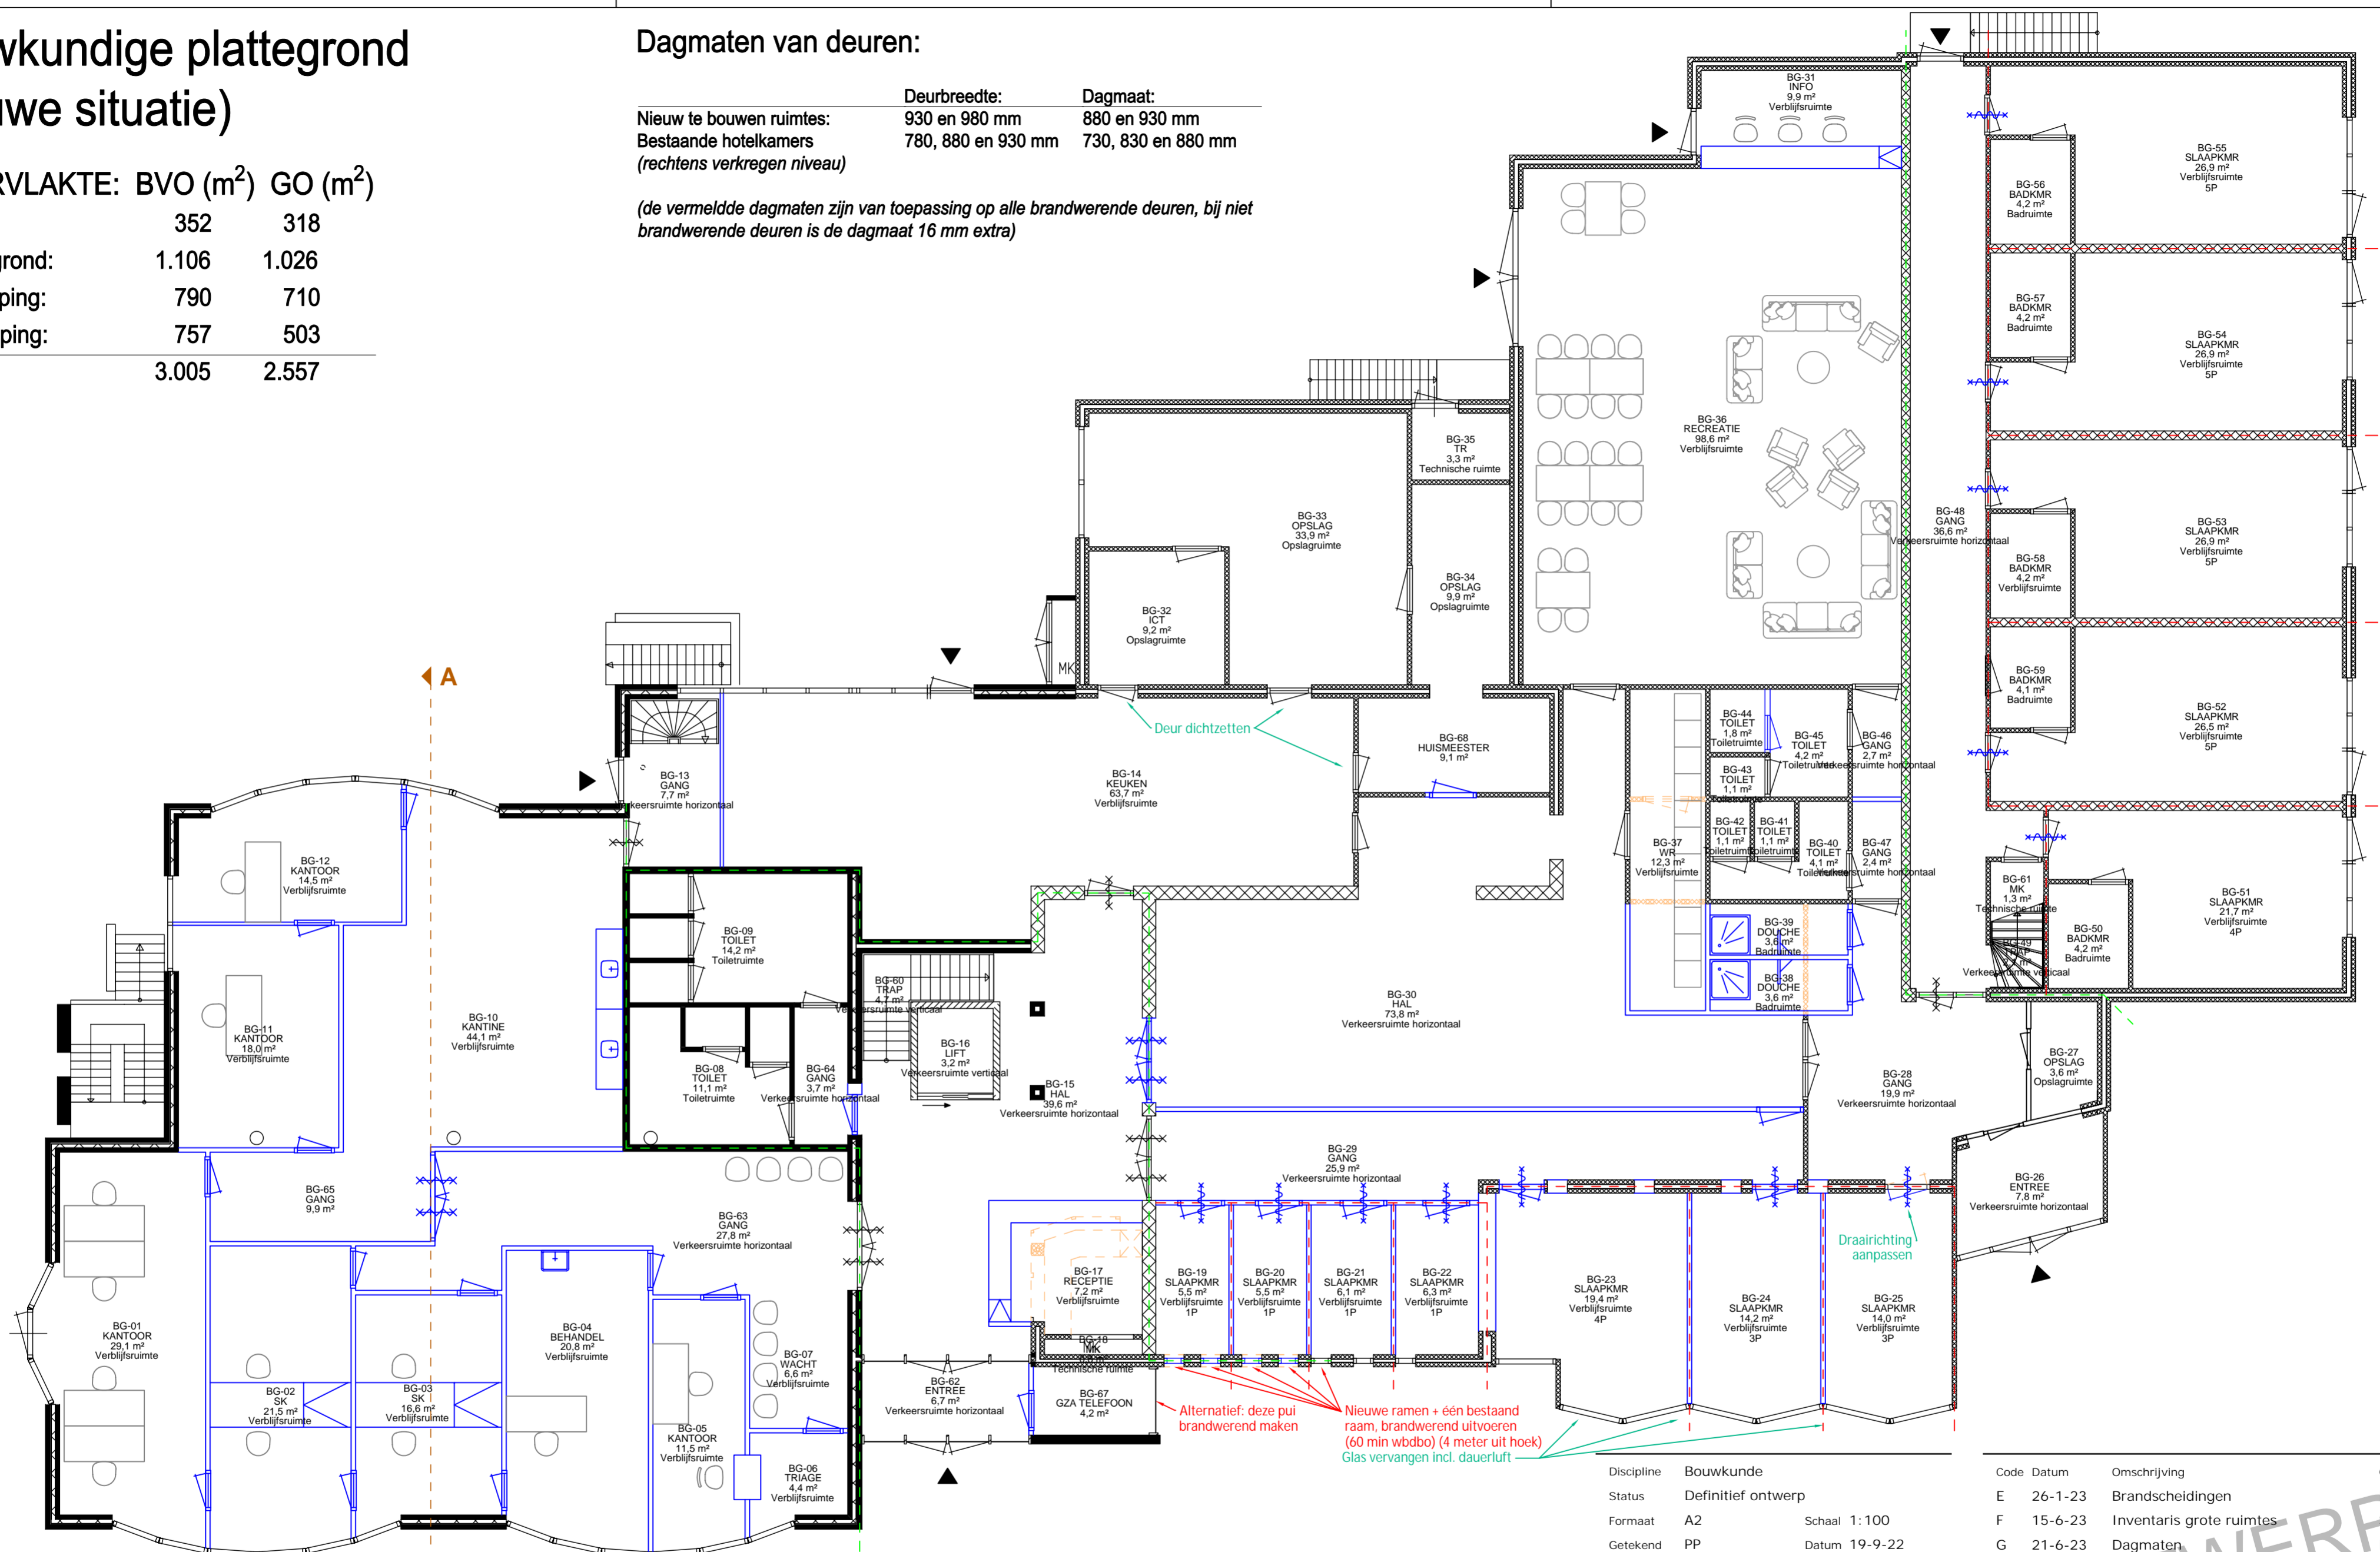 wkundige plattegrond
uwe situatie)
RVLAKTE: BVO (m²) GO (m²)
352 318
grond: 1.106 1.026
ping: 790 710
ping: 757 503
3.005 2.557
Dagmaten van deuren:
Deurbreedte: Dagmaat:
Nieuw te bouwen ruimtes: 930 en 980 mm 880 en 930 mm
Bestaande hotelkamers 780, 880 en 930 mm 730, 830 en 880 mm
(rechtens verkregen niveau)
(de vermeldde dagmaten zijn van toepassing op alle brandwerende deuren, bij niet
brandwerende deuren is de dagmaat 16 mm extra)
BG-31
INFO
9,9 m²
Verblijfsruimte
BG-55
SLAAPKMR
26,9 m²
Verblijfsruimte
5P
BG-56
BADKMR
4,2 m²
Badruimte
BG-57
BADKMR
4,2 m²
Badruimte
BG-54
SLAAPKMR
26,9 m²
Verblijfsruimte
5P
BG-36
RECREATIE
98,6 m²
Verblijfsruimte
BG-35
TR
3,3 m²
Technische ruimte
BG-33
OPSLAG
33,9 m²
Opslagruimte
BG-48
GANG
36,6 m²
Verkeersruimte horizontaal
BG-53
SLAAPKMR
26,9 m²
Verblijfsruimte
5P
BG-58
BADKMR
4,2 m²
Verblijfsruimte
BG-34
OPSLAG
9,9 m²
Opslagruimte
BG-32
ICT
9,2 m²
Opslagruimte
MK
A
BG-59
BADKMR
4,1 m²
Badruimte
BG-52
SLAAPKMR
26,5 m²
Verblijfsruimte
5P
Deur dichtzetten
BG-68
HUISMEESTER
9,1 m²
BG-44
TOILET
1,8 m²
Toiletruimte
BG-45
TOILET
4,2 m²
Toiletruimte
BG-46
GANG
2,7 m²
Verkeersruimte horizontaal
BG-13
GANG
7,7 m²
Verkeersruimte horizontaal
BG-14
KEUKEN
63,7 m²
Verblijfsruimte
BG-43
TOILET
1,1 m²
Toiletruimte
BG-42
TOILET
1,1 m²
Toiletruimte
BG-41
TOILET
1,1 m²
Toiletruimte
BG-40
TOILET
4,1 m²
Toiletruimte
BG-47
GANG
2,4 m²
Verkeersruimte horizontaal
BG-37
WR
12,3 m²
Verblijfsruimte
BG-12
KANTOOR
14,5 m²
Verblijfsruimte
BG-61
MK
1,3 m²
Technische ruimte
BG-49
Verkeersruimte verticaal
BG-50
BADKMR
4,2 m²
Badruimte
BG-51
SLAAPKMR
21,7 m²
Verblijfsruimte
4P
BG-09
TOILET
14,2 m²
Toiletruimte
BG-39
DOUCHE
3,6 m²
Badruimte
BG-38
DOUCHE
3,6 m²
Badruimte
BG-60
TRAP
4,7 m²
Verkeersruimte verticaal
BG-30
HAL
73,8 m²
Verkeersruimte horizontaal
BG-11
KANTOOR
18,0 m²
Verblijfsruimte
BG-10
KANTINE
44,1 m²
Verblijfsruimte
BG-08
TOILET
11,1 m²
Toiletruimte
BG-64
GANG
3,7 m²
Verkeersruimte horizontaal
BG-16
LIFT
3,2 m²
Verkeersruimte verticaal
BG-15
HAL
39,6 m²
Verkeersruimte horizontaal
BG-28
GANG
19,9 m²
Verkeersruimte horizontaal
BG-27
OPSLAG
3,6 m²
Opslagruimte
BG-29
GANG
25,9 m²
Verkeersruimte horizontaal
BG-26
ENTREE
7,8 m²
Verkeersruimte horizontaal
BG-65
GANG
9,9 m²
BG-63
GANG
27,8 m²
Verkeersruimte horizontaal
Draairichting
aanpassen
BG-17
RECEPTIE
7,2 m²
Verblijfsruimte
BG-19
SLAAPKMR
5,5 m²
Verblijfsruimte
1P
BG-20
SLAAPKMR
5,5 m²
Verblijfsruimte
1P
BG-21
SLAAPKMR
6,1 m²
Verblijfsruimte
1P
BG-22
SLAAPKMR
6,3 m²
Verblijfsruimte
1P
BG-23
SLAAPKMR
19,4 m²
Verblijfsruimte
4P
BG-24
SLAAPKMR
14,2 m²
Verblijfsruimte
3P
BG-25
SLAAPKMR
14,0 m²
Verblijfsruimte
3P
BG-01
KANTOOR
29,1 m²
Verblijfsruimte
BG-04
BEHANDEL
20,8 m²
Verblijfsruimte
BG-07
WACHT
6,6 m²
Verblijfsruimte
BG-18
Technische ruimte
BG-02
SK
21,5 m²
Verblijfsruimte
BG-03
SK
16,6 m²
Verblijfsruimte
BG-62
ENTREE
6,7 m²
Verkeersruimte horizontaal
BG-67
GZA TELEFOON
4,2 m²
BG-05
KANTOOR
11,5 m²
Verblijfsruimte
BG-06
TRIAGE
4,4 m²
Verblijfsruimte
Alternatief: deze pui
brandwerend maken
Nieuwe ramen + één bestaand
raam, brandwerend uitvoeren
(60 min wbdbo) (4 meter uit hoek)
Glas vervangen incl. dauerluft
Discipline Bouwkunde
Status Definitief ontwerp
Formaat A2 Schaal 1:100
Getekend PP Datum 19-9-22
Code Datum Omschrijving
E 26-1-23 Brandscheidingen
F 15-6-23 Inventaris grote ruimtes
G 21-6-23 Dagmaten